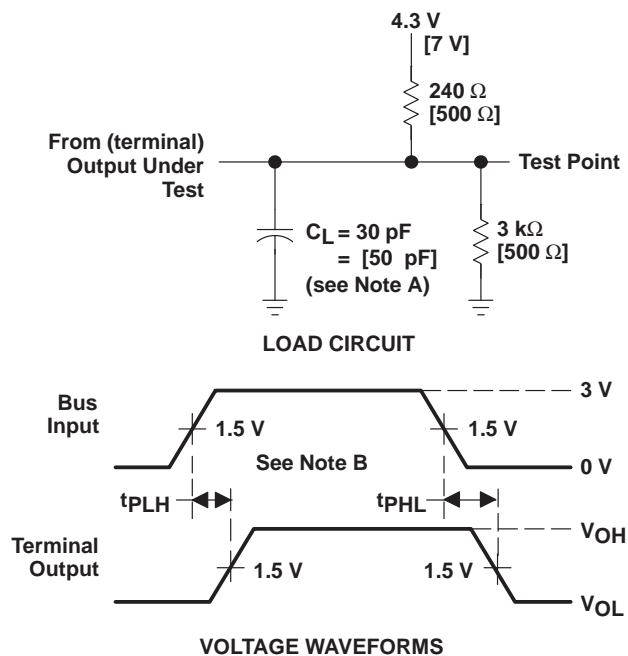 4.3 V
[7 V]
240 Ω
[500 Ω]
From (terminal)
Output Under
Test
Test Point
C_L = 30 pF
= [50 pF]
(see Note A)
3 kΩ
[500 Ω]
LOAD CIRCUIT
Bus
Input
3 V
1.5 V
1.5 V
See Note B
0 V
t_PLH
t_PHL
Terminal
Output
V_OH
1.5 V
1.5 V
V_OL
VOLTAGE WAVEFORMS